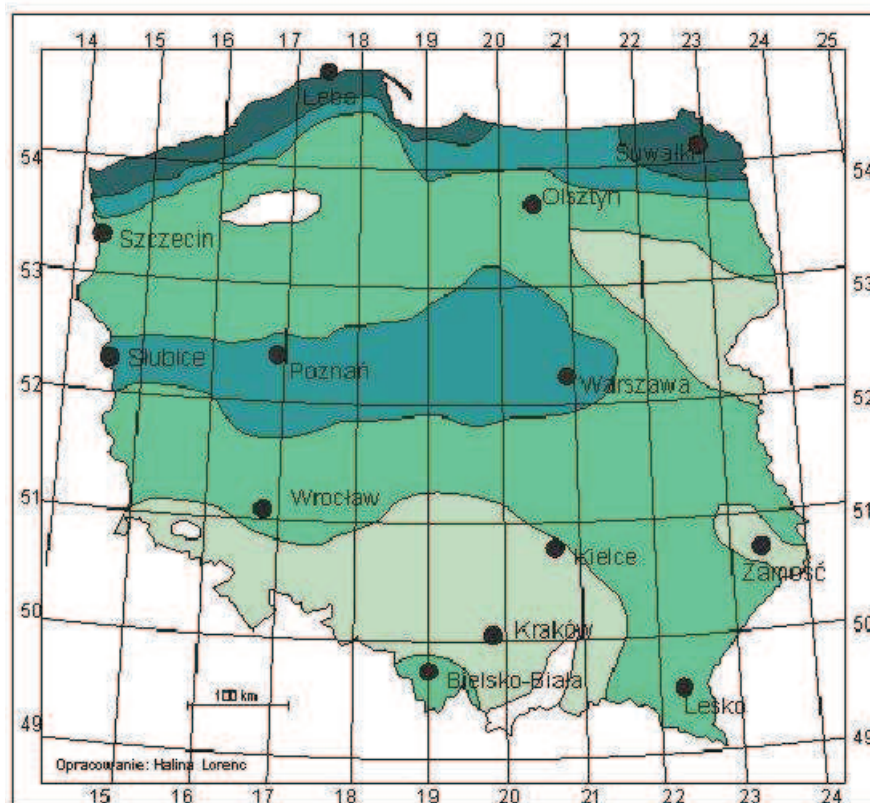 14 15 16 17 18 19 20 21 22 23 24 25
Łeba
54
Suwałki
54
Olsztyn
Szczecin
53
53
Słubice
Poznań
Warszawa
52
52
51
Wrocław
51
Kielce
Zamość
50
Kraków
50
Bielsko-Biała
100 km
Lesko
49
49
Opracowanie: Halina Lorenc
15 16 17 18 19 20 21 22 23 24